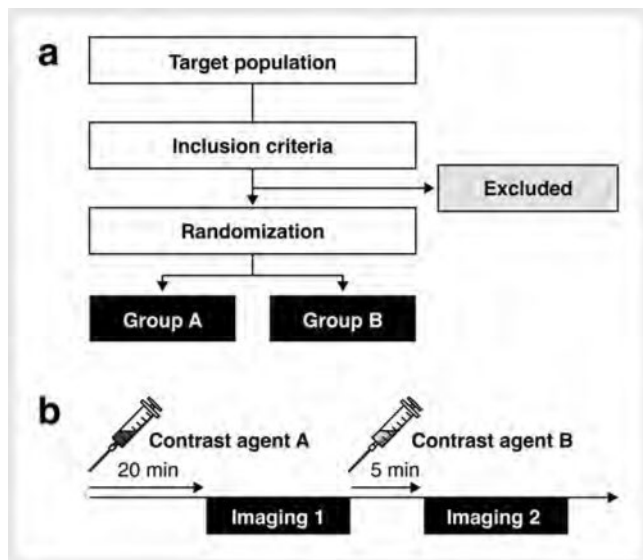 a
Target population
Inclusion criteria
Excluded
Randomization
Group A
Group B
b
Contrast agent A
Contrast agent B
20 min
5 min
Imaging 1
Imaging 2